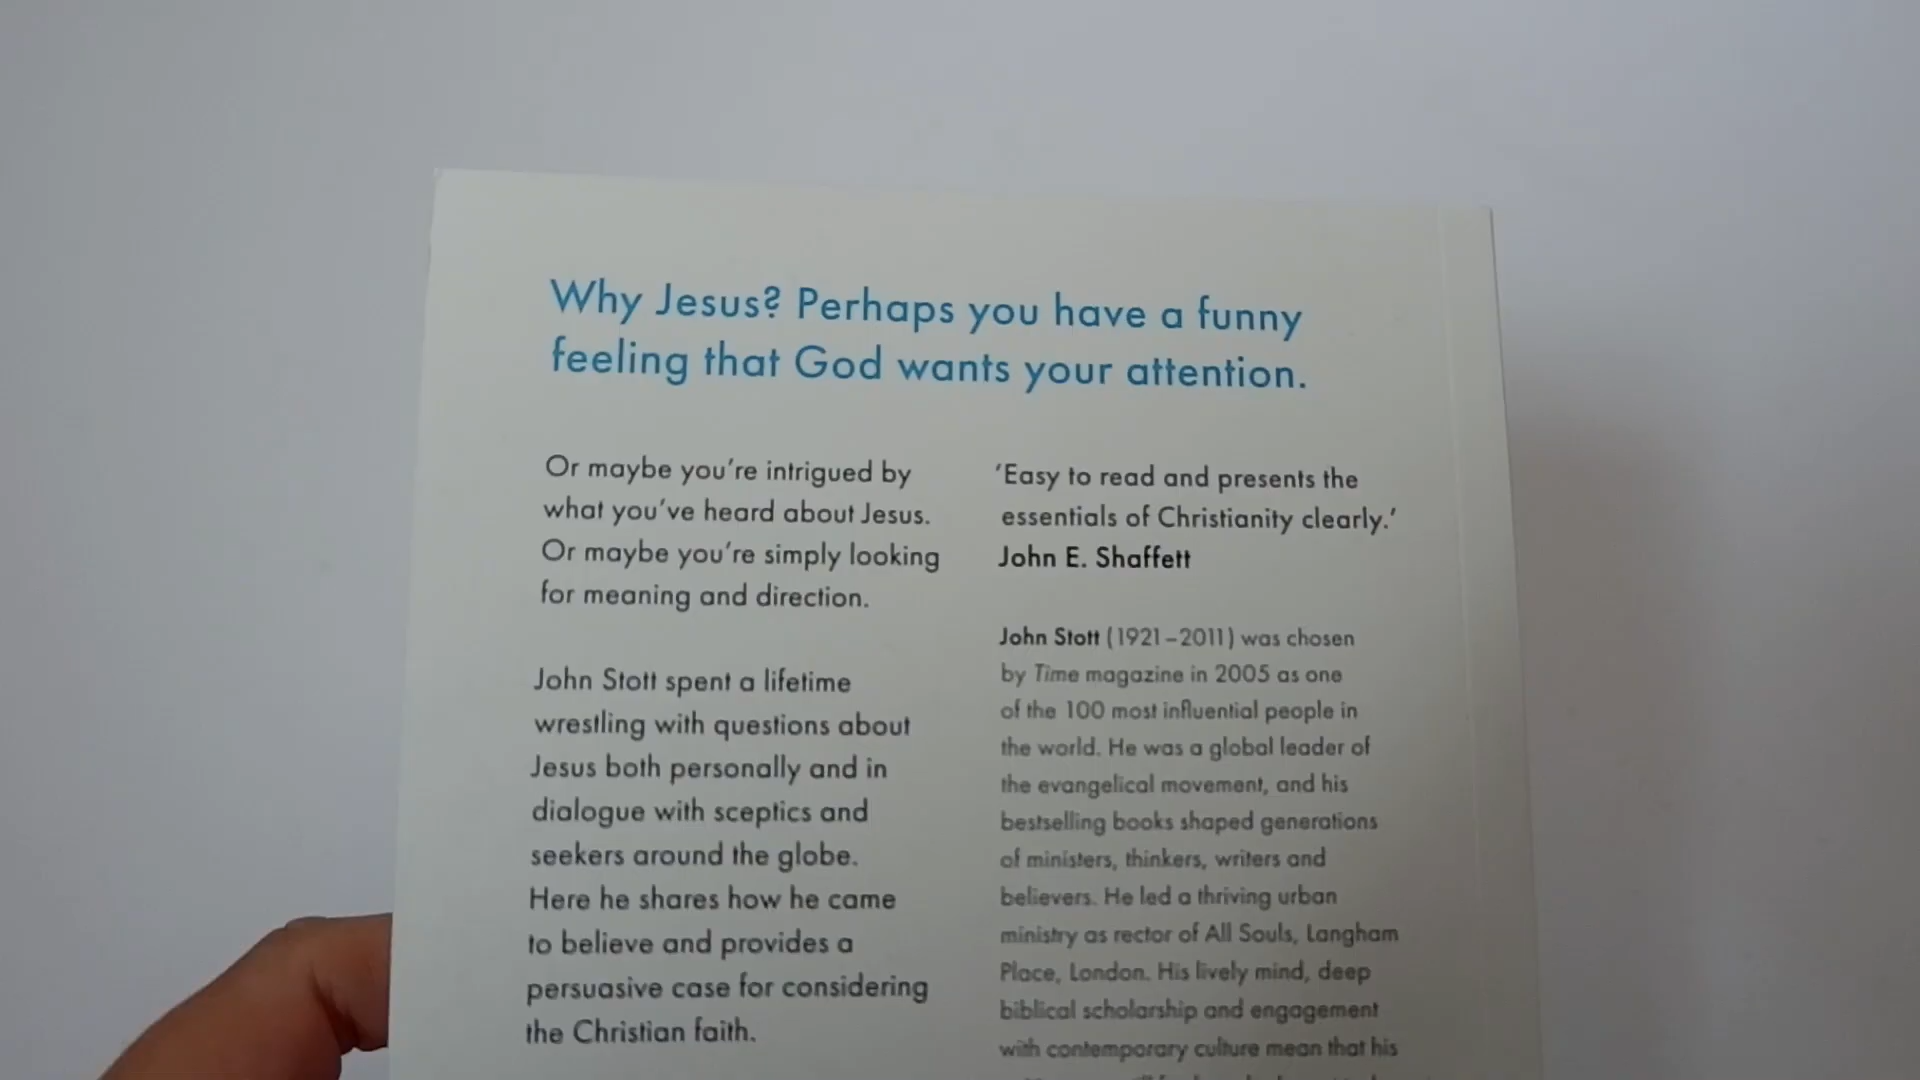 Why Jesus? Perhaps you have a funny
feeling that God wants your attention.
Or maybe you're intrigued by
what you've heard about Jesus.
Or maybe you're simply looking
for meaning and direction.
John Stott spent a lifetime
wrestling with questions about
Jesus both personally and in
dialogue with sceptics and
seekers around the globe.
Here he shares how he came
to believe and provides a
persuasive case for considering
the Christian faith.
'Easy to read and presents the
essentials of Christianity clearly.'
John E. Shaffett
John Stott (1921–2011) was chosen
by Time magazine in 2005 as one
of the 100 most influential people in
the world. He was a global leader of
the evangelical movement, and his
bestselling books shaped generations
of ministers, thinkers, writers and
believers. He led a thriving urban
ministry as rector of All Souls, Langham
Place, London. His lively mind, deep
biblical scholarship and engagement
with contemporary culture mean that his